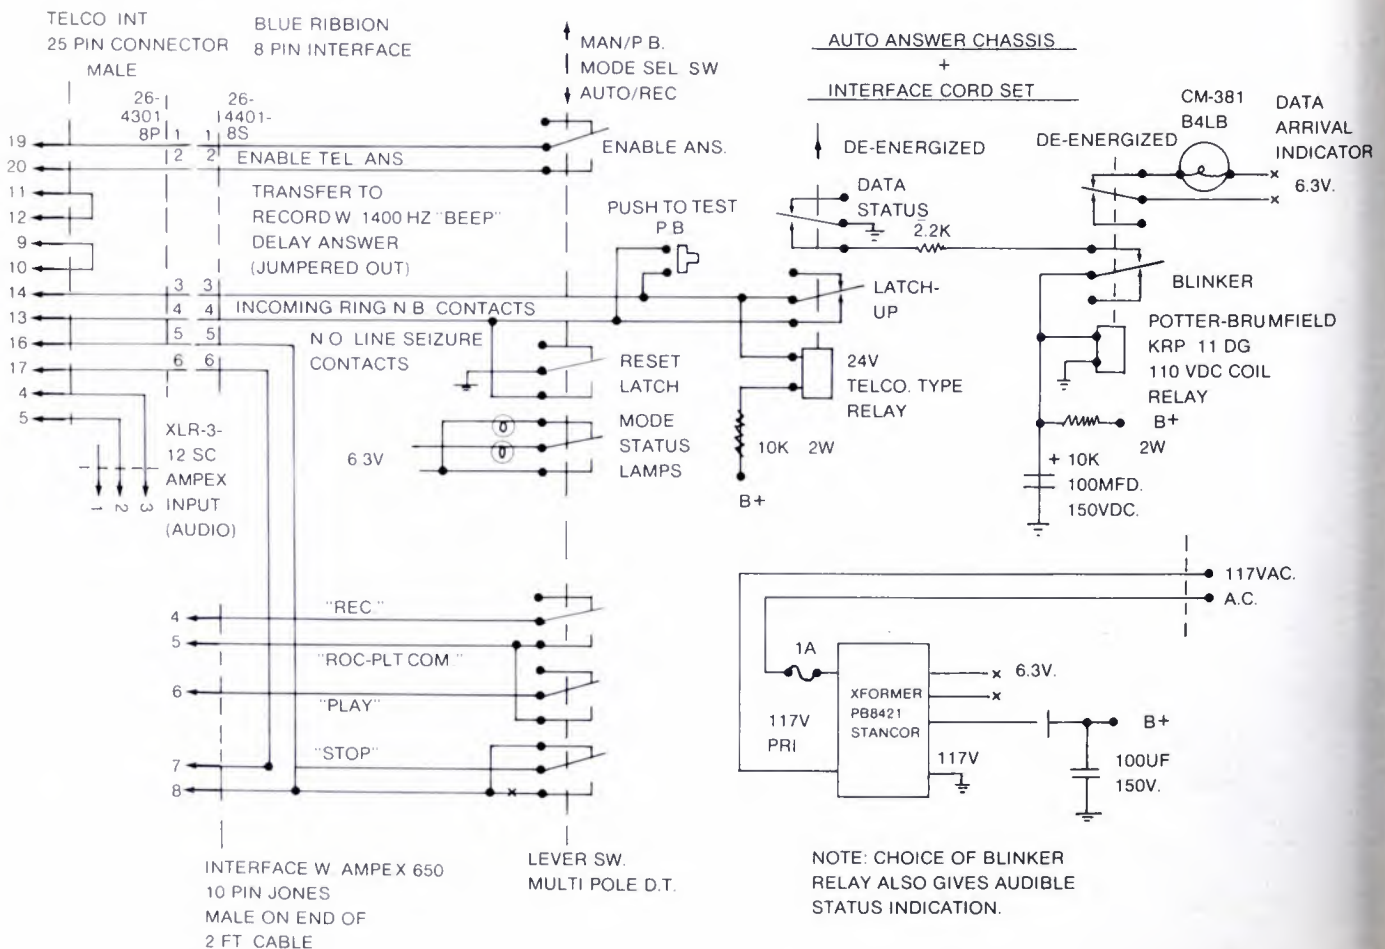 TELCO INT
25 PIN CONNECTOR
MALE
BLUE RIBBON
8 PIN INTERFACE
MAN/P B.
MODE SEL SW
AUTO/REC
AUTO ANSWER CHASSIS
+
INTERFACE CORD SET
CM-381
B4LB
DATA
ARRIVAL
INDICATOR
6.3V.
26-
4301
8P
26-
4401-
8S
19
20
11
12
9
10
14
13
16
17
4
5
1 1
2 2
3 3
4 4
5 5
6 6
ENABLE TEL ANS
ENABLE ANS.
TRANSFER TO
RECORD W 1400 HZ "BEEP"
DELAY ANSWER
(JUMPERED OUT)
INCOMING RING N B CONTACTS
N O LINE SEIZURE
CONTACTS
PUSH TO TEST
P B
DE-ENERGIZED
DATA
STATUS
2.2K
DE-ENERGIZED
LATCH-
UP
BLINKER
RESET
LATCH
24V
TELCO. TYPE
RELAY
POTTER-BRUMFIELD
KRP 11 DG
110 VDC COIL
RELAY
MODE
STATUS
LAMPS
6 3V
10K 2W
B+
B+
2W
+ 10K
100MFD.
150VDC.
XLR-3-
12 SC
AMPEX
INPUT
(AUDIO)
1
2
3
117VAC.
A.C.
4
5
6
7
8
"REC."
"ROC-PLT COM."
"PLAY"
"STOP"
1A
117V
PRI
XFORMER
PB8421
STANCOR
6.3V.
117V
B+
100UF
150V.
INTERFACE W AMPEX 650
10 PIN JONES
MALE ON END OF
2 FT CABLE
LEVER SW.
MULTI POLE D.T.
NOTE: CHOICE OF BLINKER
RELAY ALSO GIVES AUDIBLE
STATUS INDICATION.